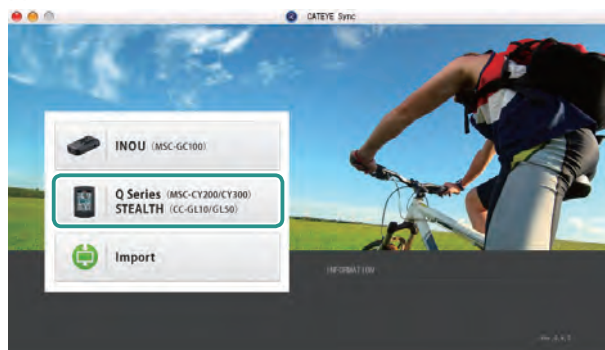 CATEYE Sync
INOU (MSC-GC100)
Q Series (MSC-CY200/CY300)
STEALTH (CC-GL10/GL50)
Import
INFORMATION